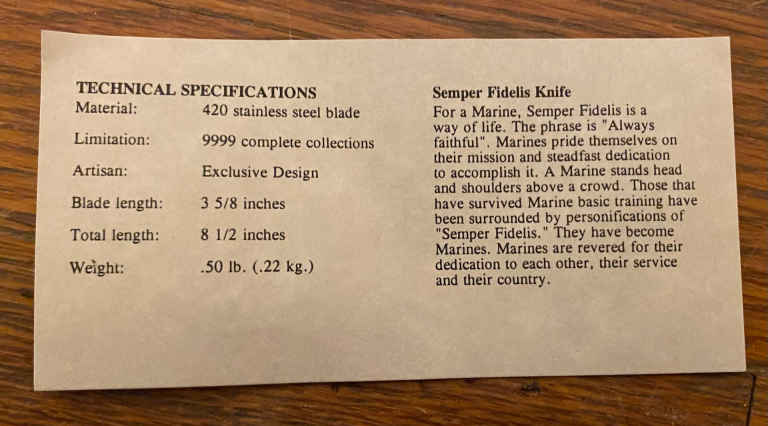 TECHNICAL SPECIFICATIONS
Material: 420 stainless steel blade
Limitation: 9999 complete collections
Artisan: Exclusive Design
Blade length: 3 5/8 inches
Total length: 8 1/2 inches
Weight: .50 lb. (.22 kg.)
Semper Fidelis Knife
For a Marine, Semper Fidelis is a
way of life. The phrase is "Always
faithful". Marines pride themselves on
their mission and steadfast dedication
to accomplish it. A Marine stands head
and shoulders above a crowd. Those that
have survived Marine basic training have
been surrounded by personifications of
"Semper Fidelis." They have become
Marines. Marines are revered for their
dedication to each other, their service
and their country.